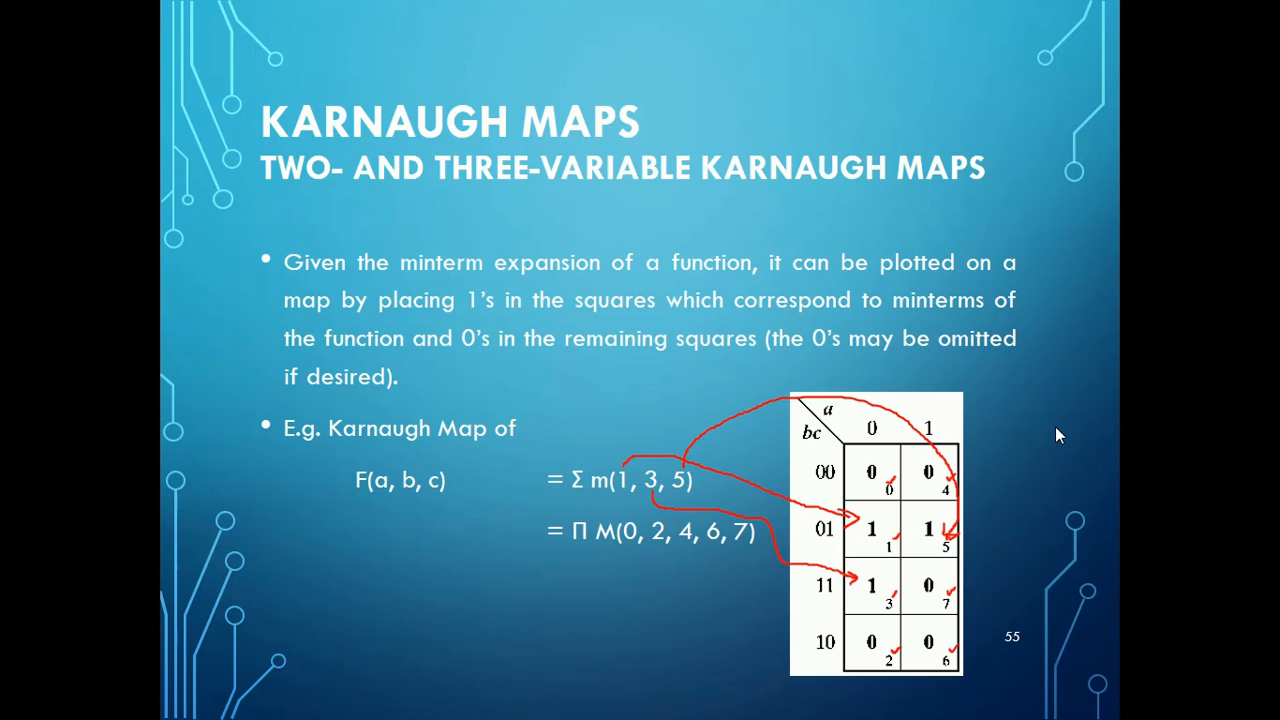 KARNAUGH MAPS
TWO- AND THREE-VARIABLE KARNAUGH MAPS
• Given the minterm expansion of a function, it can be plotted on a
map by placing 1's in the squares which correspond to minterms of
the function and 0's in the remaining squares (the 0's may be omitted
if desired).
• E.g. Karnaugh Map of
F(a, b, c) = Σ m(1, 3, 5)
= Π M(0, 2, 4, 6, 7)
a
bc 0 1
00 0 0 0 4
01 1 1 1 5
11 1 3 0 7
10 0 2 0 6
55